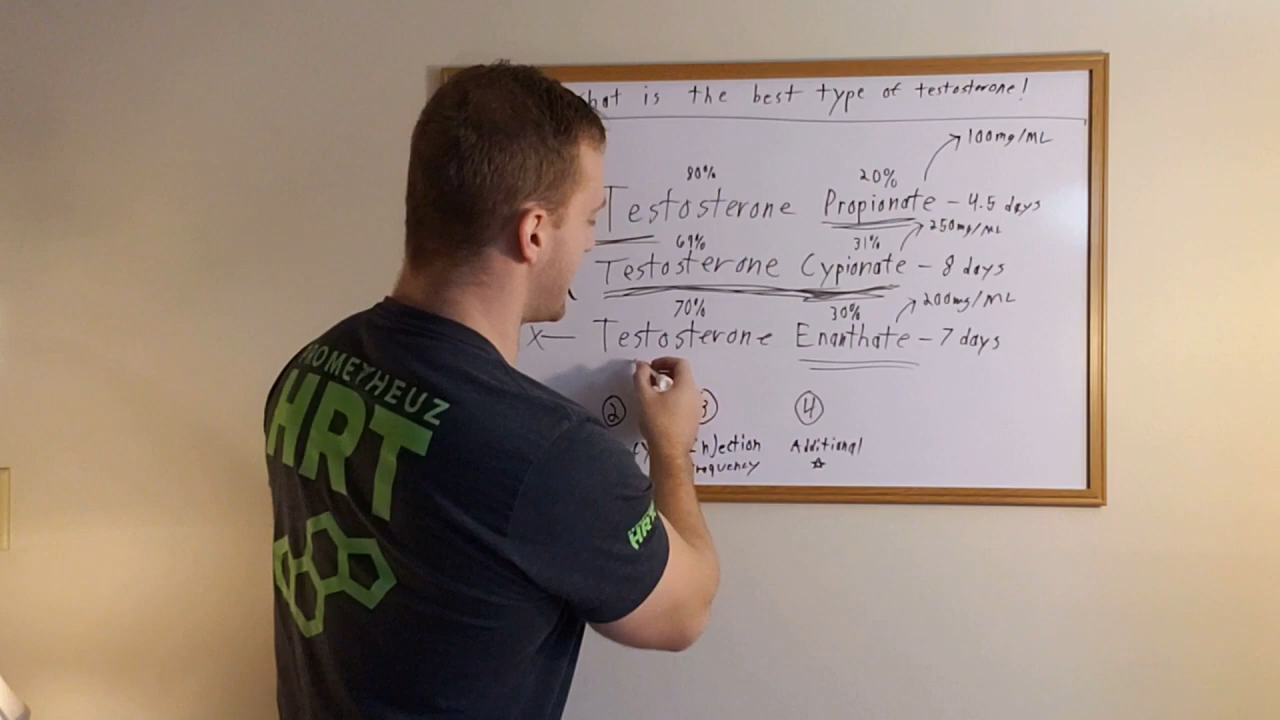 hat is the best type of testosterone!
100mg/ML
80% 20%
Testosterone Propionate - 4.5 days
250mg/ML
69% 31%
Testosterone Cypionate - 8 days
200mg/ML
70% 30%
X— Testosterone Enanthate - 7 days
② 3 ④
Injection Additional
requency ☆
PROMETHEUZ
HRT
HRT